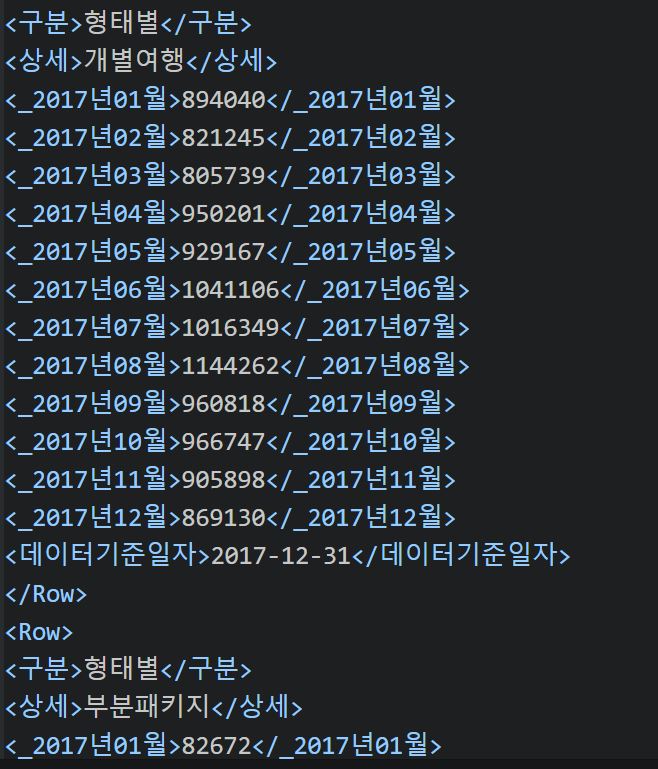 <구분>형태별</구분>
<상세>개별여행</상세>
<_2017년01월>894040</_2017년01월>
<_2017년02월>821245</_2017년02월>
<_2017년03월>805739</_2017년03월>
<_2017년04월>950201</_2017년04월>
<_2017년05월>929167</_2017년05월>
<_2017년06월>1041106</_2017년06월>
<_2017년07월>1016349</_2017년07월>
<_2017년08월>1144262</_2017년08월>
<_2017년09월>960818</_2017년09월>
<_2017년10월>966747</_2017년10월>
<_2017년11월>905898</_2017년11월>
<_2017년12월>869130</_2017년12월>
<데이터기준일자>2017-12-31</데이터기준일자>
</Row>
<Row>
<구분>형태별</구분>
<상세>부분패키지</상세>
<_2017년01월>82672</_2017년01월>